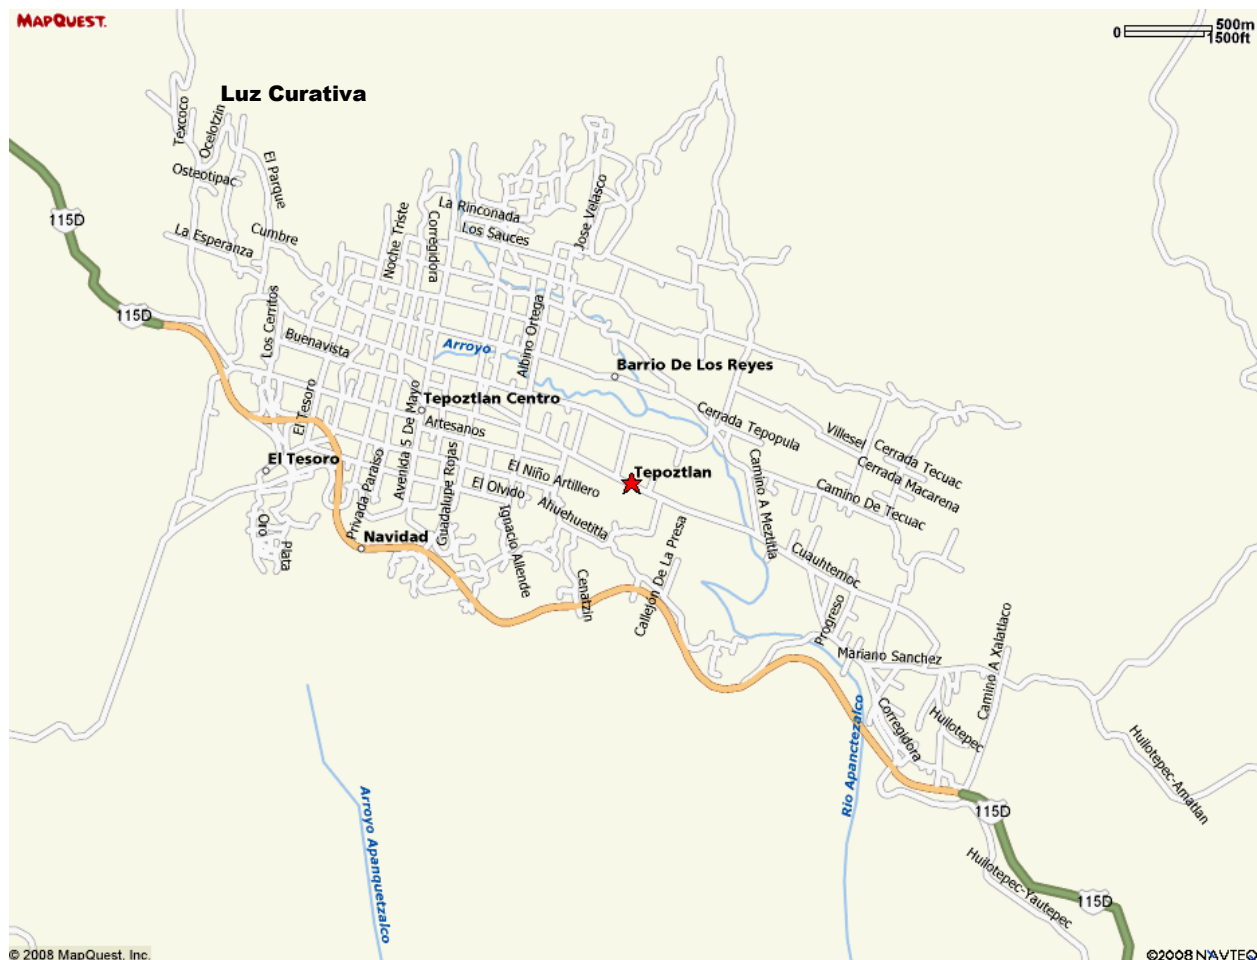 MAPQUEST.
0 500m
1500ft
Luz Curativa
Texcoco
Ocelotzin
Osteotipac
El Parque
La Esperanza
Cumbre
115D
115D
Noche Triste
Corregidora
La Rinconada
Los Sauces
Jose Velasco
Los Cerritos
Buenavista
Arroyo
Albino Ortega
Barrio De Los Reyes
El Tesoro
Avenida 5 De Mayo
Tepoztlan Centro
Artesanos
Cerrada Tepopula
Villesel
Cerrada Tecuac
Cerrada Macarena
El Tesoro
Privada Paraiso
Guadalupe Rojas
El Niño Artillero
El Olvido
Tepoztlan
Camino A Meztitla
Camino De Tecuac
Ahuehuetitla
Oro
Plata
Navidad
Ignacio Allende
Cenatzin
Callejón De La Presa
Cuauhtemoc
Progreso
Mariano Sanchez
Camino A Xalatlaco
Corregidora
Huilotepec
Huilotepec-Amatlan
Rio Apanctezalco
Arroyo Apanquetzalco
115D
Huilotepec-Yautepec
115D
© 2008 MapQuest, Inc.
©2008 NAVTEQ